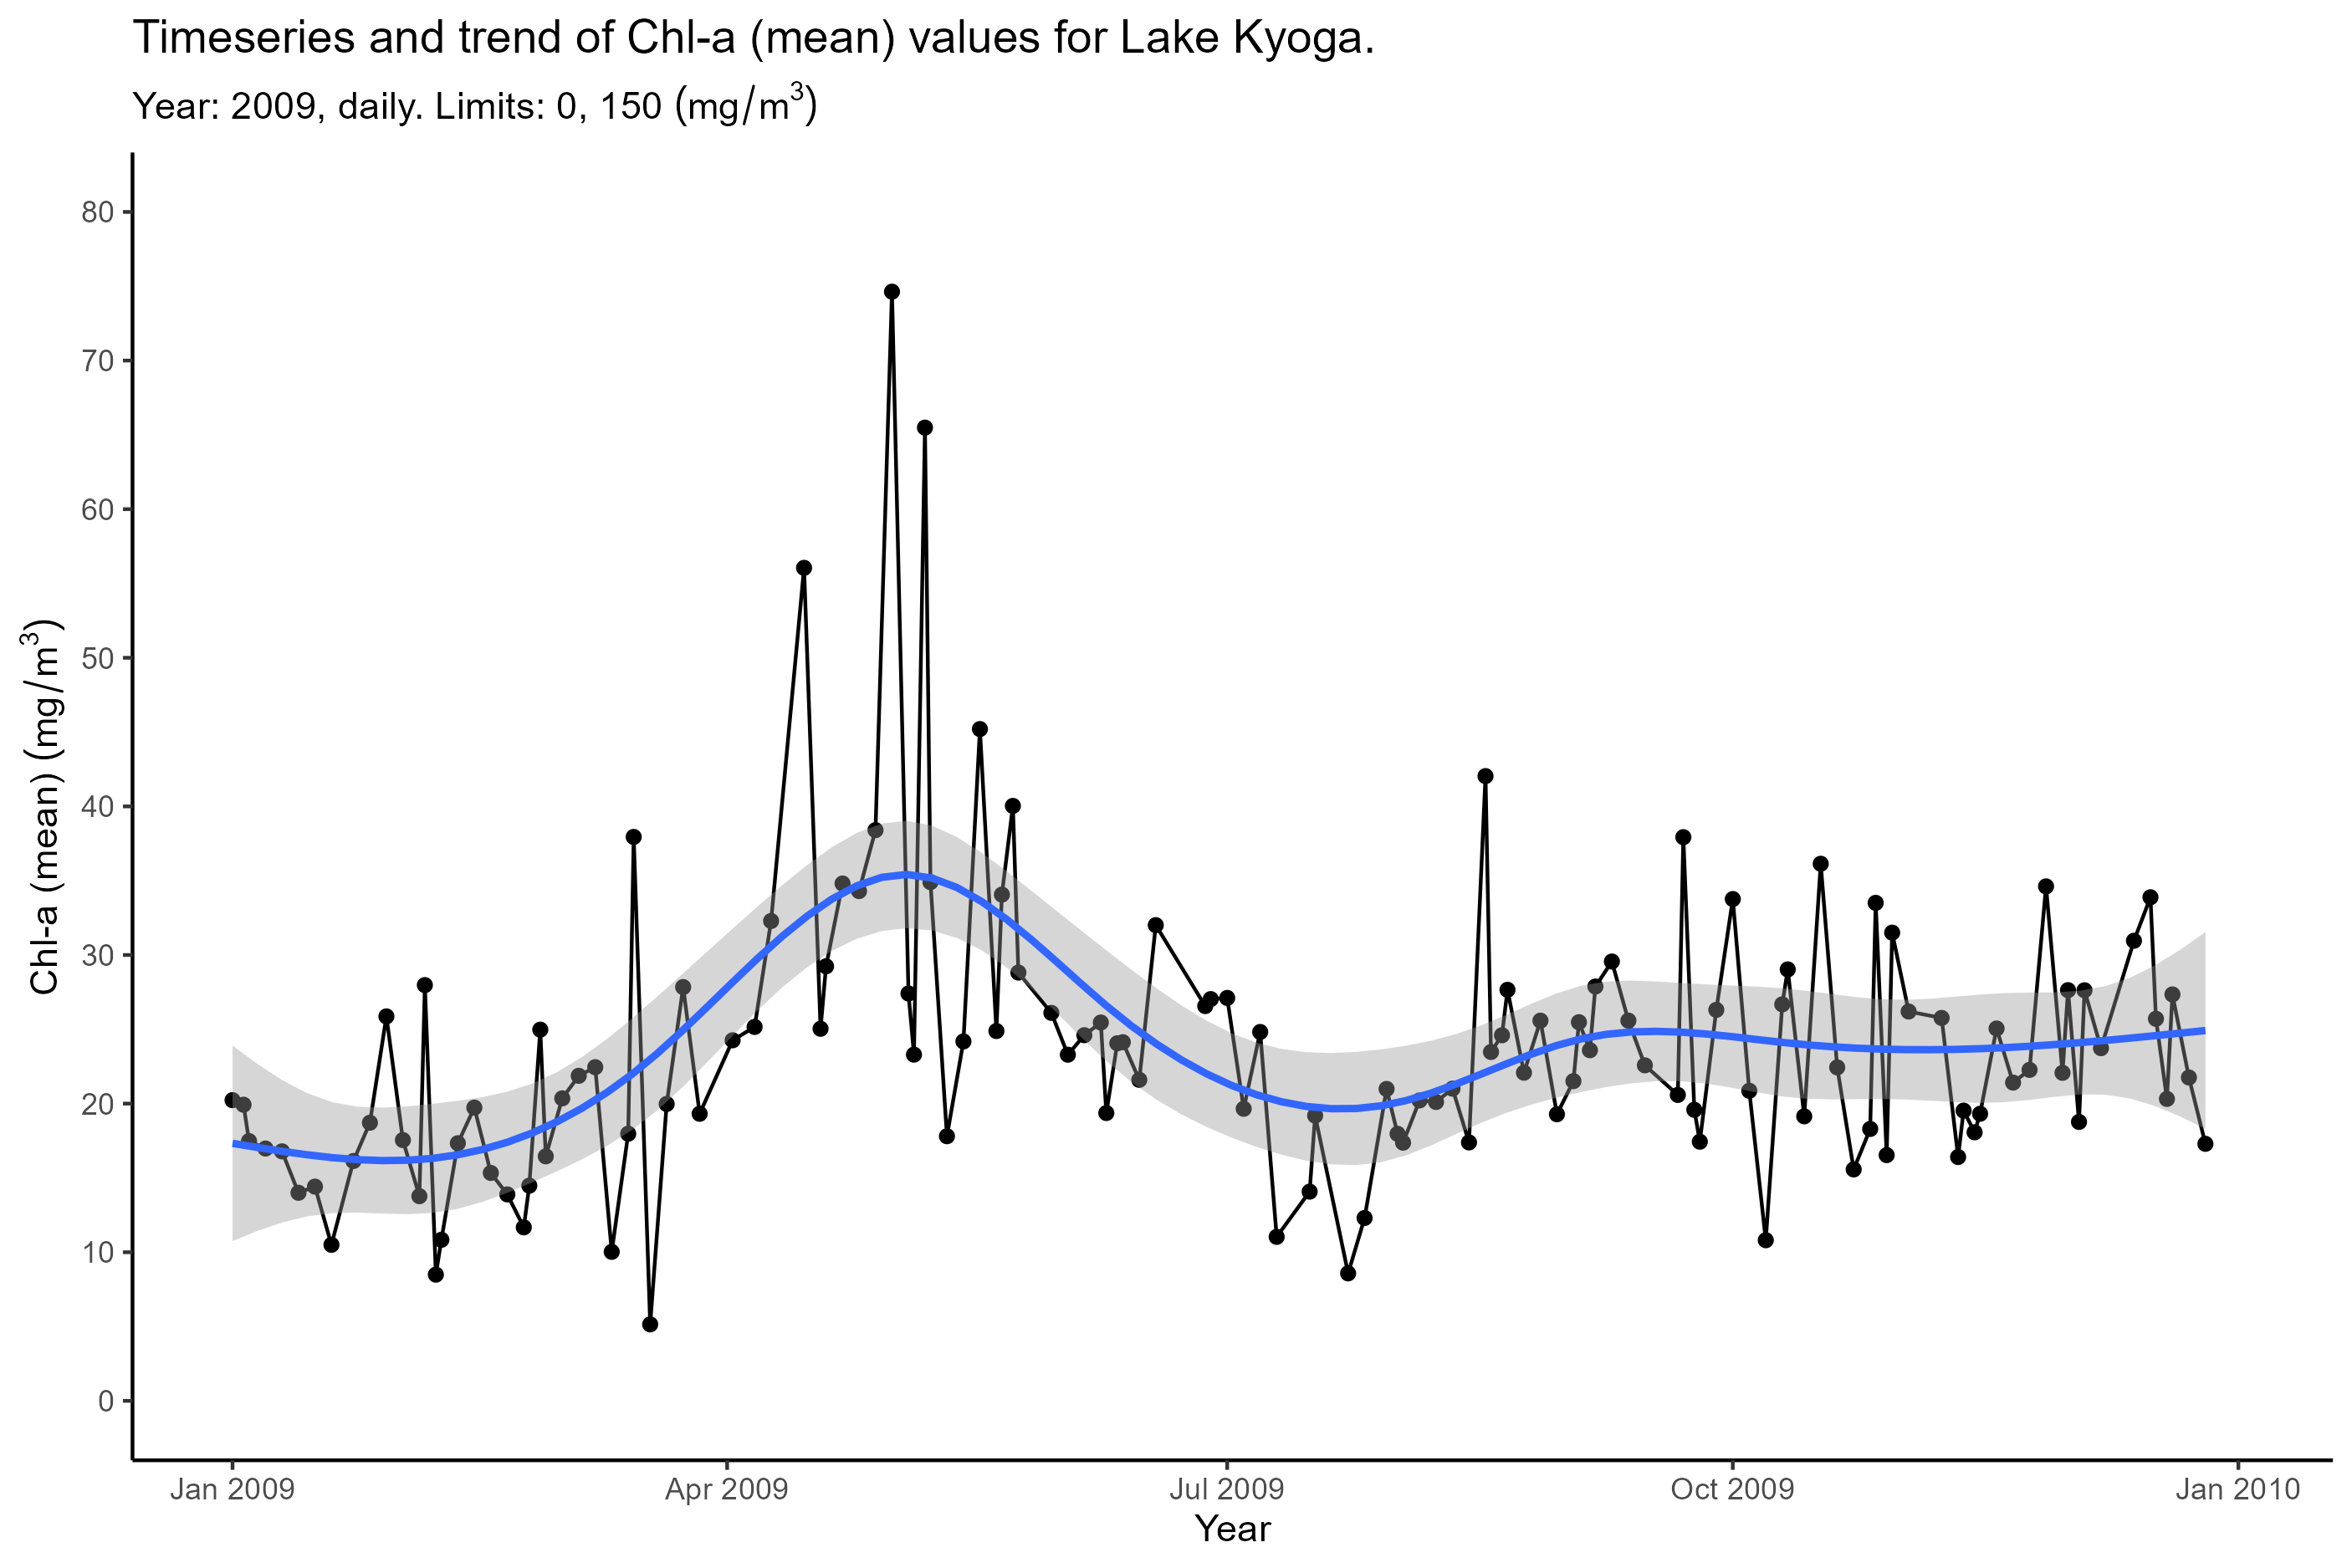 Timeseries and trend of Chl-a (mean) values for Lake Kyoga.
Year: 2009, daily. Limits: 0, 150 (mg/m³)
80
70
60
50
40
30
20
10
0
Chl-a (mean) (mg/m³)
Jan 2009 Apr 2009 Jul 2009 Oct 2009 Jan 2010
Year